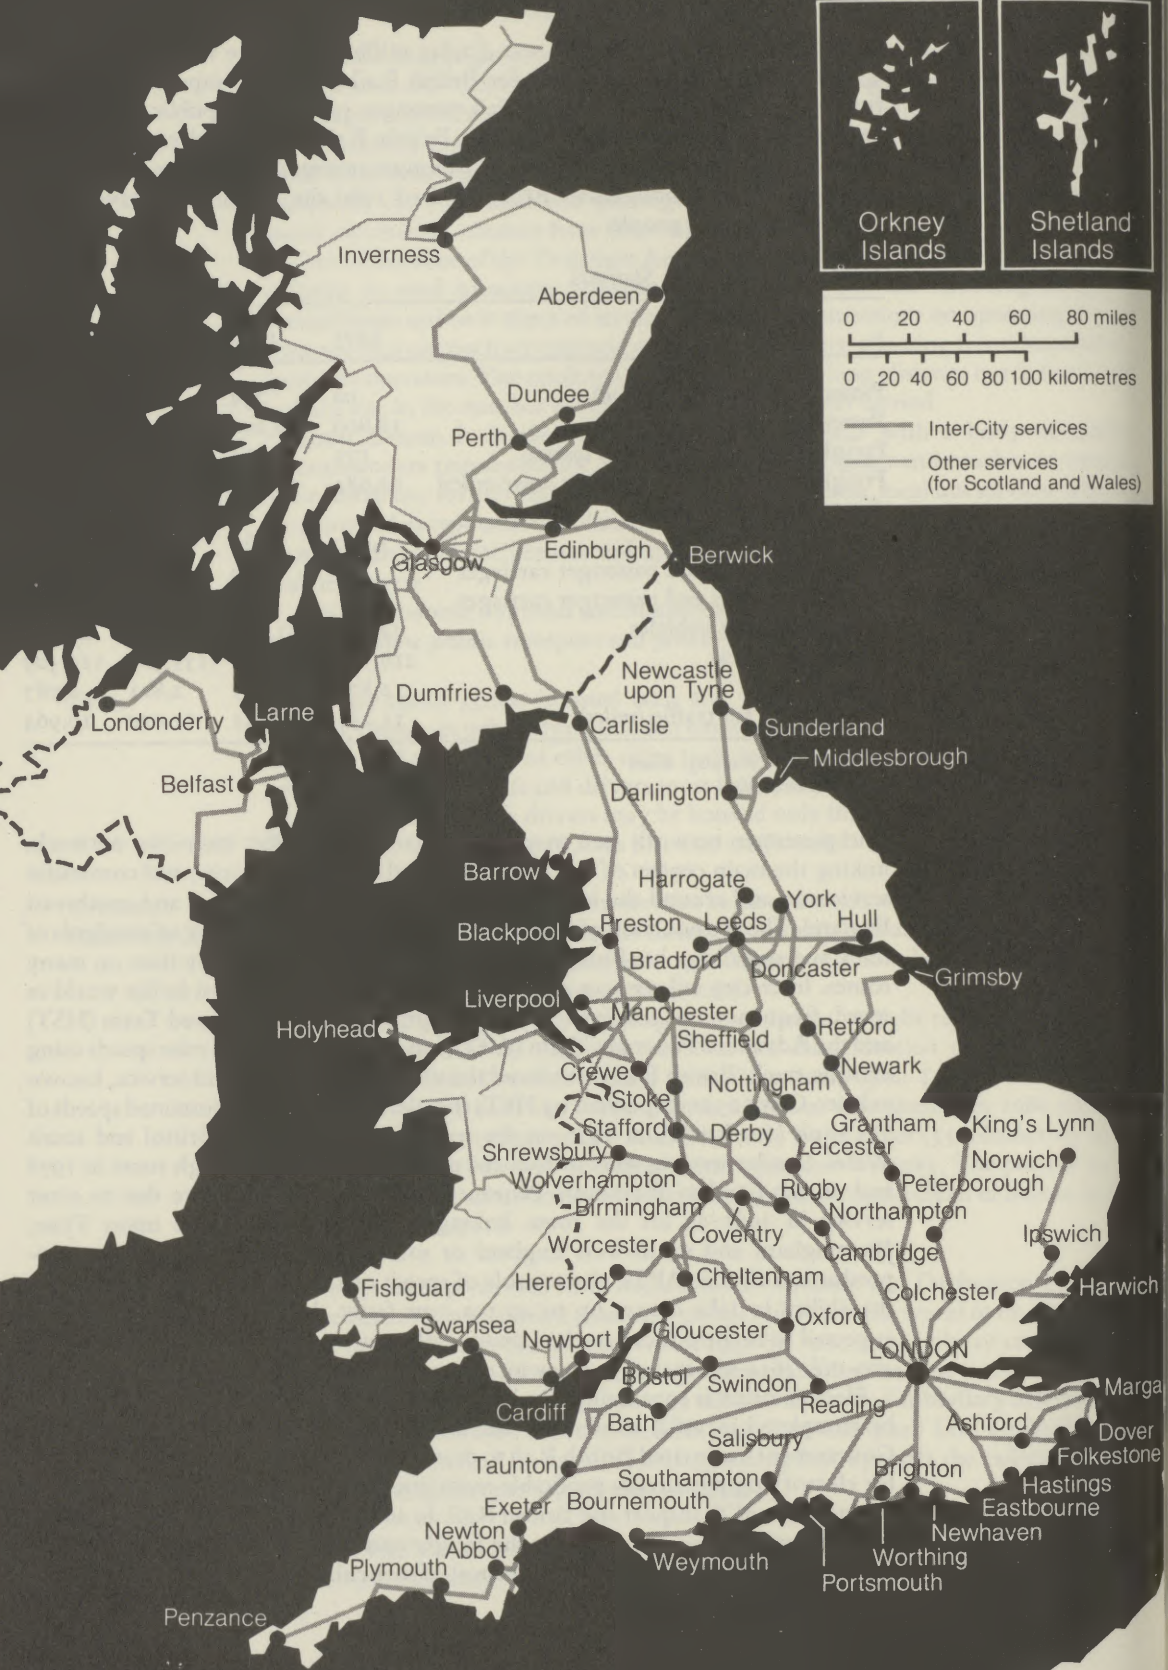 Orkney
Islands
Shetland
Islands
0 20 40 60 80 miles
0 20 40 60 80 100 kilometres
Inter-City services
Other services
(for Scotland and Wales)
Inverness
Aberdeen
Dundee
Perth
Edinburgh
Glasgow
Berwick
Newcastle
upon Tyne
Dumfries
Londonderry
Larne
Carlisle
Sunderland
Middlesbrough
Belfast
Darlington
Barrow
Harrogate
York
Blackpool
Preston
Leeds
Hull
Bradford
Doncaster
Grimsby
Liverpool
Manchester
Holyhead
Sheffield
Retford
Crewe
Newark
Stoke
Nottingham
Stafford
Derby
Grantham
King's Lynn
Leicester
Shrewsbury
Norwich
Wolverhampton
Peterborough
Rugby
Birmingham
Northampton
Coventry
Ipswich
Worcester
Cambridge
Hereford
Cheltenham
Colchester
Harwich
Fishguard
Oxford
Swansea
Newport
Gloucester
LONDON
Bristol
Swindon
Marga
Cardiff
Reading
Bath
Ashford
Dover
Salisbury
Folkestone
Taunton
Southampton
Brighton
Hastings
Exeter
Bournemouth
Eastbourne
Newton
Abbot
Newhaven
Plymouth
Weymouth
Worthing
Portsmouth
Penzance